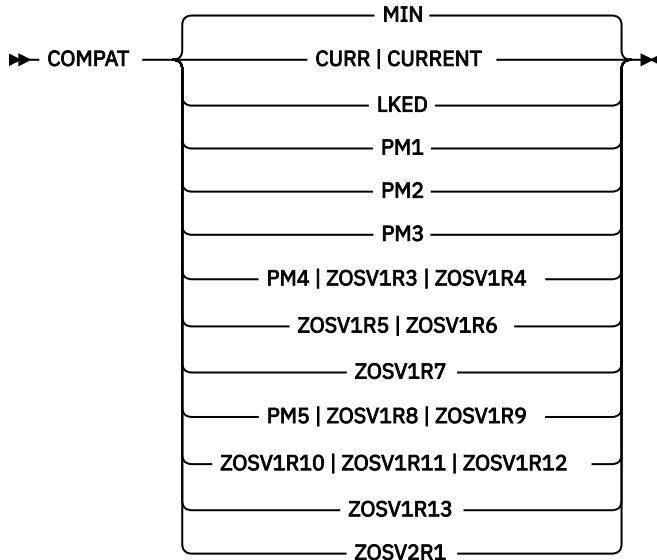 MIN
COMPAT CURR | CURRENT
LKED
PM1
PM2
PM3
PM4 | ZOSV1R3 | ZOSV1R4
ZOSV1R5 | ZOSV1R6
ZOSV1R7
PM5 | ZOSV1R8 | ZOSV1R9
ZOSV1R10 | ZOSV1R11 | ZOSV1R12
ZOSV1R13
ZOSV2R1